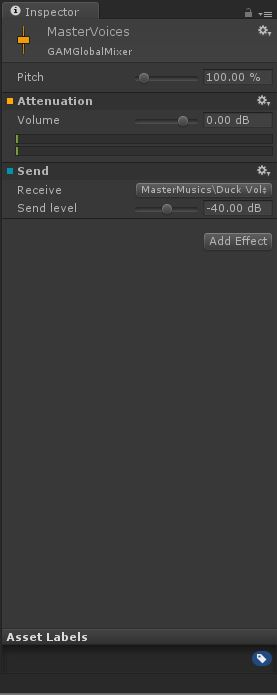 Inspector
MasterVoices
GAMGlobalMixer
Pitch 100.00 %
Attenuation
Volume 0.00 dB
Send
Receive MasterMusics\Duck Vol
Send level -40.00 dB
Add Effect
Asset Labels